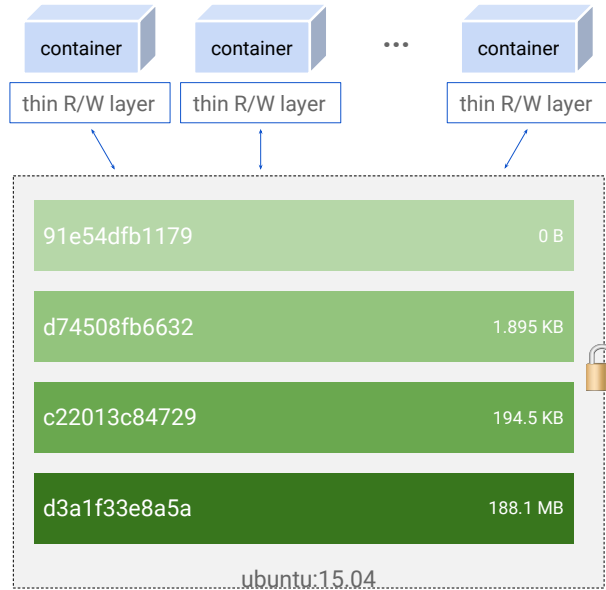 container container ... container
thin R/W layer thin R/W layer thin R/W layer
91e54dfb1179 0 B
d74508fb6632 1.895 KB
c22013c84729 194.5 KB
d3a1f33e8a5a 188.1 MB
ubuntu:15.04